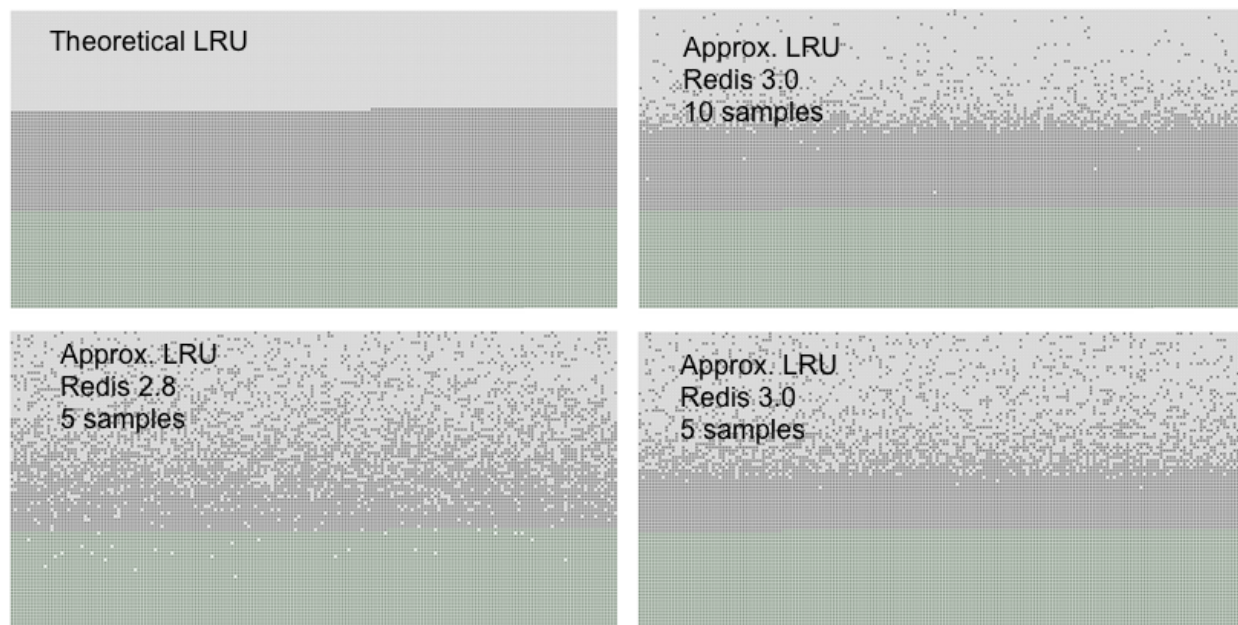 Theoretical LRU
Approx. LRU
Redis 3.0
10 samples
Approx. LRU
Redis 2.8
5 samples
Approx. LRU
Redis 3.0
5 samples